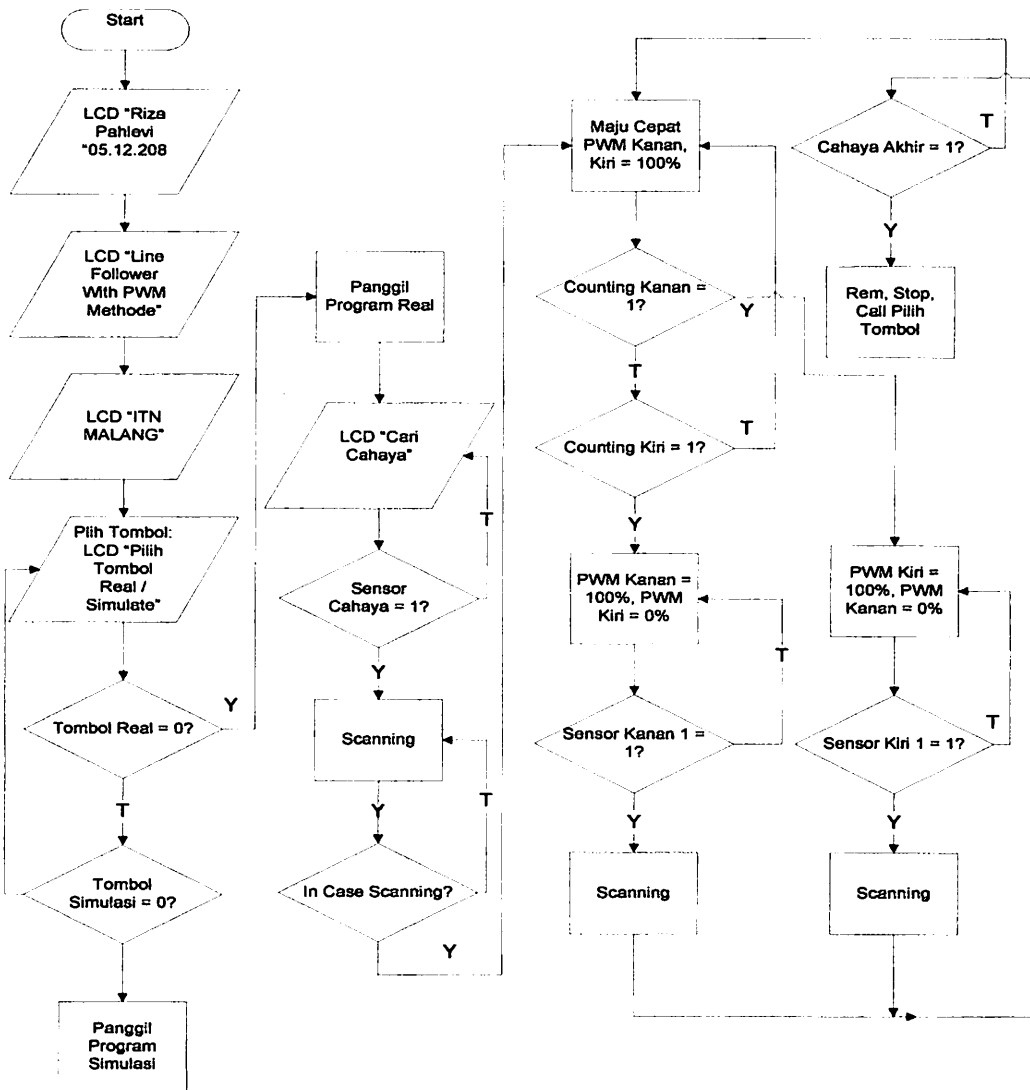 Start
LCD "Riza
Pahlevi
"05.12.208
LCD "Line
Follower
With PWM
Methode"
LCD "ITN
MALANG"
Plih Tombol:
LCD "Pilih
Tombol
Real /
Simulate"
Tombol Real = 0?
Y
T
Tombol
Simulasi = 0?
Panggil
Program
Simulasi
Panggil
Program Real
LCD "Cari
Cahaya"
T
Sensor
Cahaya = 1?
Y
Scanning
T
Y
In Case Scanning?
Y
Maju Cepat
PWM Kanan,
Kiri = 100%
Counting Kanan =
1?
Y
T
Counting Kiri = 1?
T
Y
PWM Kanan =
100%, PWM
Kiri = 0%
T
Sensor Kanan 1 =
1?
Y
Scanning
Cahaya Akhir = 1?
T
Y
Rem, Stop,
Call Pilih
Tombol
PWM Kiri =
100%, PWM
Kanan = 0%
T
Sensor Kiri 1 = 1?
Y
Scanning